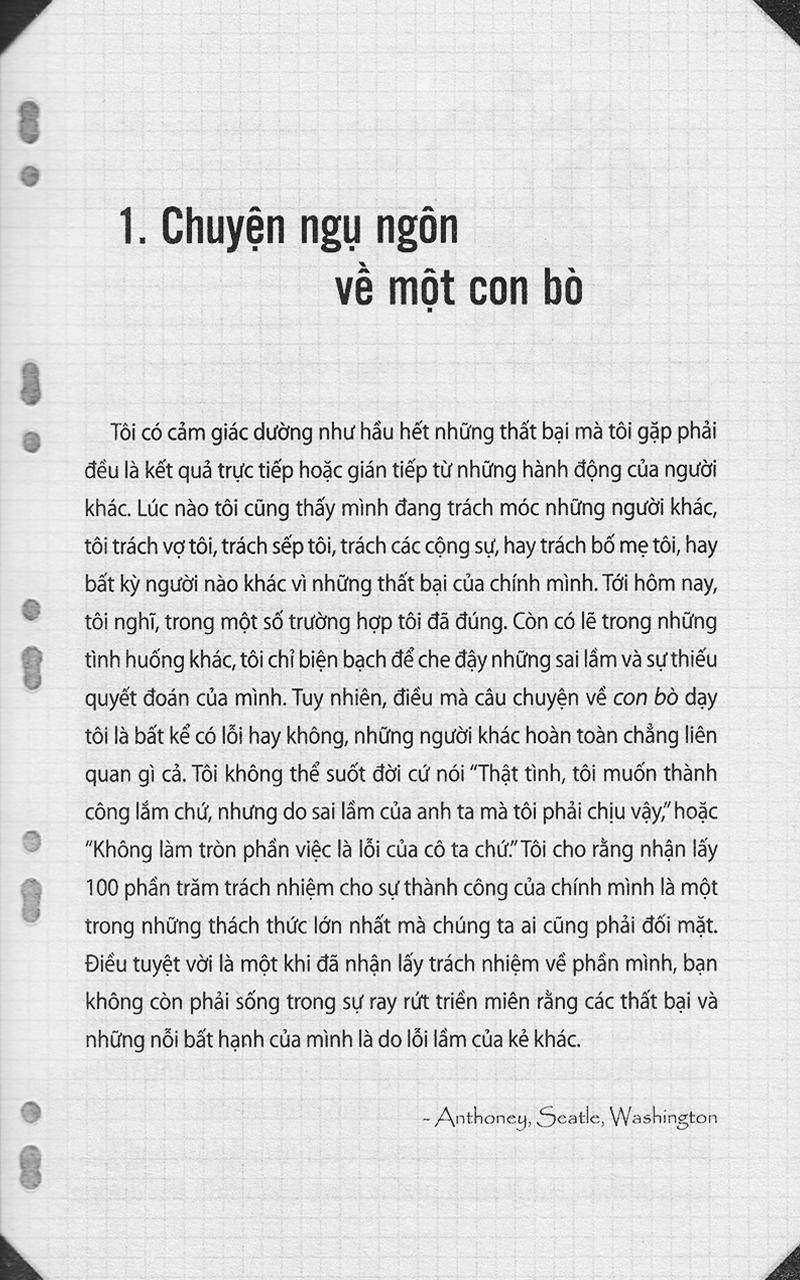 1. Chuyện ngụ ngôn
về một con bò
Tôi có cảm giác dường như hầu hết những thất bại mà tôi gặp phải
đều là kết quả trực tiếp hoặc gián tiếp từ những hành động của người
khác. Lúc nào tôi cũng thấy mình đang trách móc những người khác,
tôi trách vợ tôi, trách sếp tôi, trách các cộng sự, hay trách bố mẹ tôi, hay
bất kỳ người nào khác vì những thất bại của chính mình. Tới hôm nay,
tôi nghĩ, trong một số trường hợp tôi đã đúng. Còn có lẽ trong những
tình huống khác, tôi chỉ biện bạch để che đậy những sai lầm và sự thiếu
quyết đoán của mình. Tuy nhiên, điều mà câu chuyện về con bò dạy
tôi là bất kể có lỗi hay không, những người khác hoàn toàn chẳng liên
quan gì cả. Tôi không thể suốt đời cứ nói “Thật tình, tôi muốn thành
công lắm chứ, nhưng do sai lầm của anh ta mà tôi phải chịu vậy,” hoặc
“Không làm tròn phần việc là lỗi của cô ta chứ.” Tôi cho rằng nhận lấy
100 phần trăm trách nhiệm cho sự thành công của chính mình là một
trong những thách thức lớn nhất mà chúng ta ai cũng phải đối mặt.
Điều tuyệt vời là một khi đã nhận lấy trách nhiệm về phần mình, bạn
không còn phải sống trong sự ray rứt triền miên rằng các thất bại và
những nỗi bất hạnh của mình là do lỗi lầm của kẻ khác.
- Anthoney, Seatle, Washington